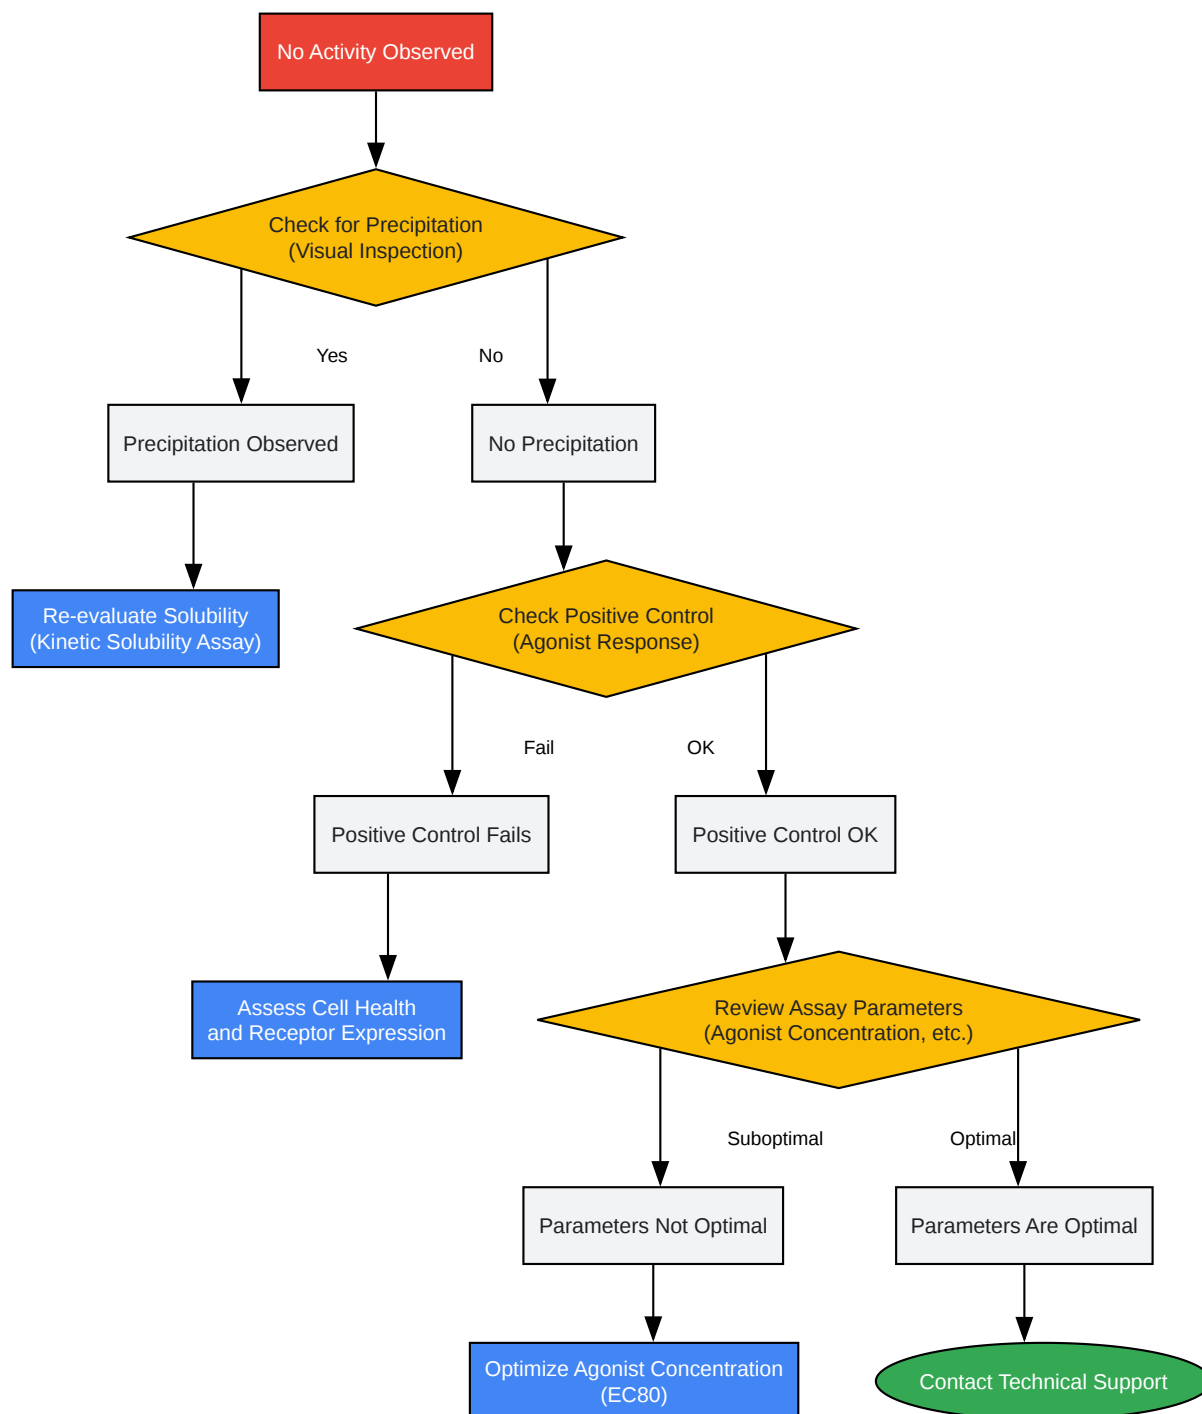 No Activity Observed
Check for Precipitation
(Visual Inspection)
Yes
No
Precipitation Observed
No Precipitation
Re-evaluate Solubility
(Kinetic Solubility Assay)
Check Positive Control
(Agonist Response)
Fail
OK
Positive Control Fails
Positive Control OK
Assess Cell Health
and Receptor Expression
Review Assay Parameters
(Agonist Concentration, etc.)
Suboptimal
Optimal
Parameters Not Optimal
Parameters Are Optimal
Optimize Agonist Concentration
(EC80)
Contact Technical Support